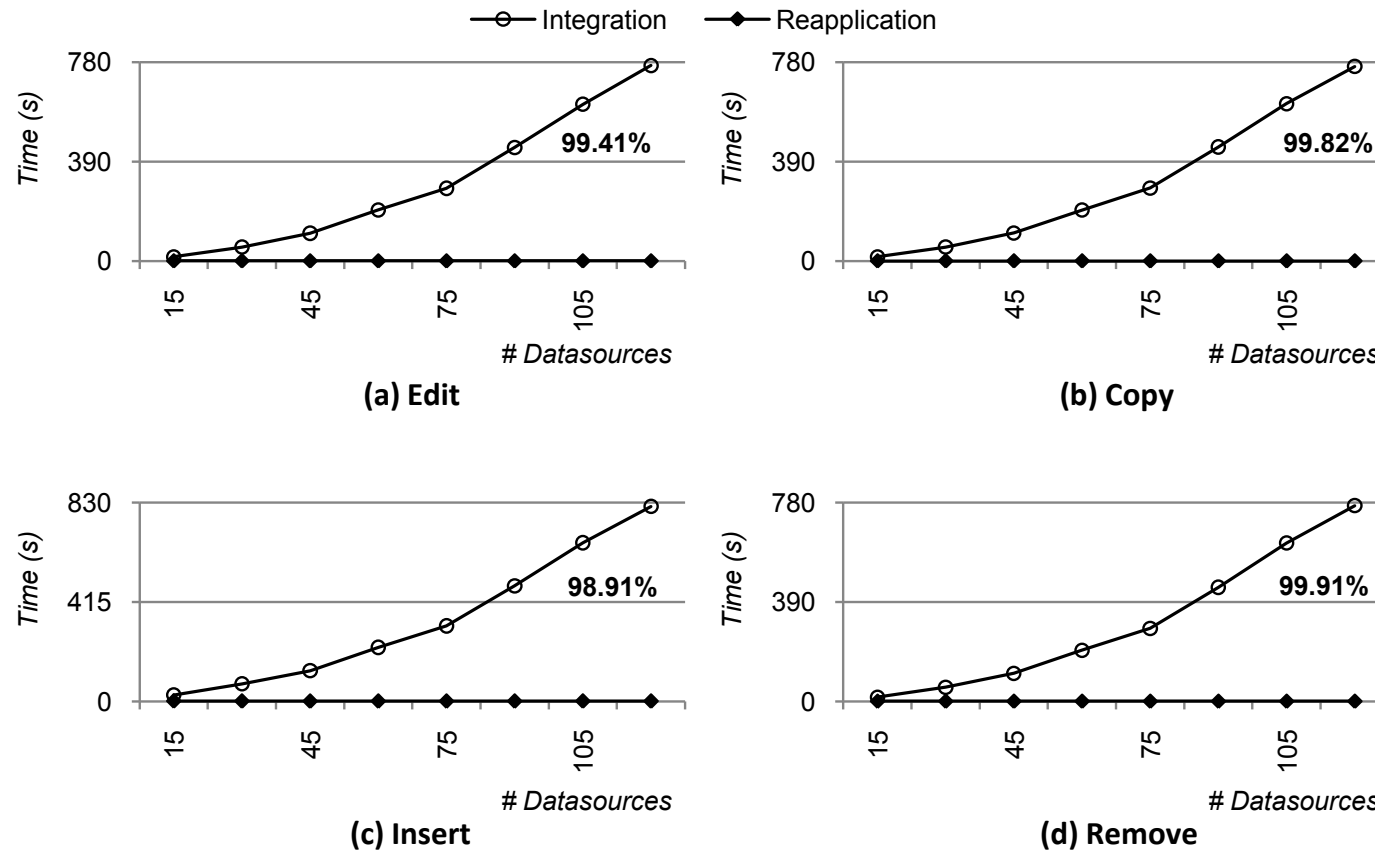 Integration Reapplication
780
390
0
Time (s)
99.41%
15 45 75 105
# Datasources
(a) Edit
780
390
0
Time (s)
99.82%
15 45 75 105
# Datasources
(b) Copy
830
415
0
Time (s)
98.91%
15 45 75 105
# Datasources
(c) Insert
780
390
0
Time (s)
99.91%
15 45 75 105
# Datasources
(d) Remove